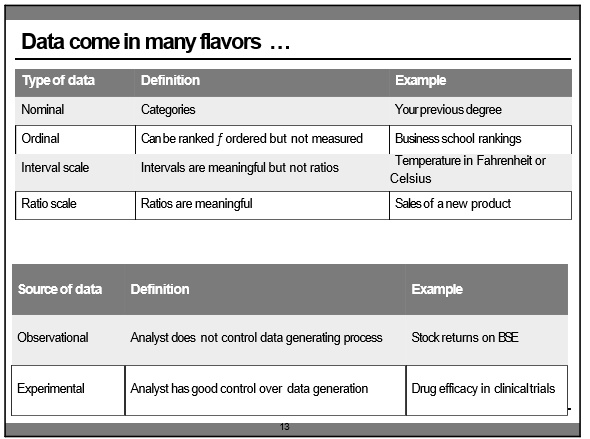 Data come in many flavors …
Type of data Definition Example
Nominal Categories Your previous degree
Ordinal Can be ranked ƒ ordered but not measured Business school rankings
Interval scale Intervals are meaningful but not ratios Temperature in Fahrenheit or
Celsius
Ratio scale Ratios are meaningful Sales of a new product
Source of data Definition Example
Observational Analyst does not control data generating process Stock returns on BSE
Experimental Analyst has good control over data generation Drug efficacy in clinical trials
13